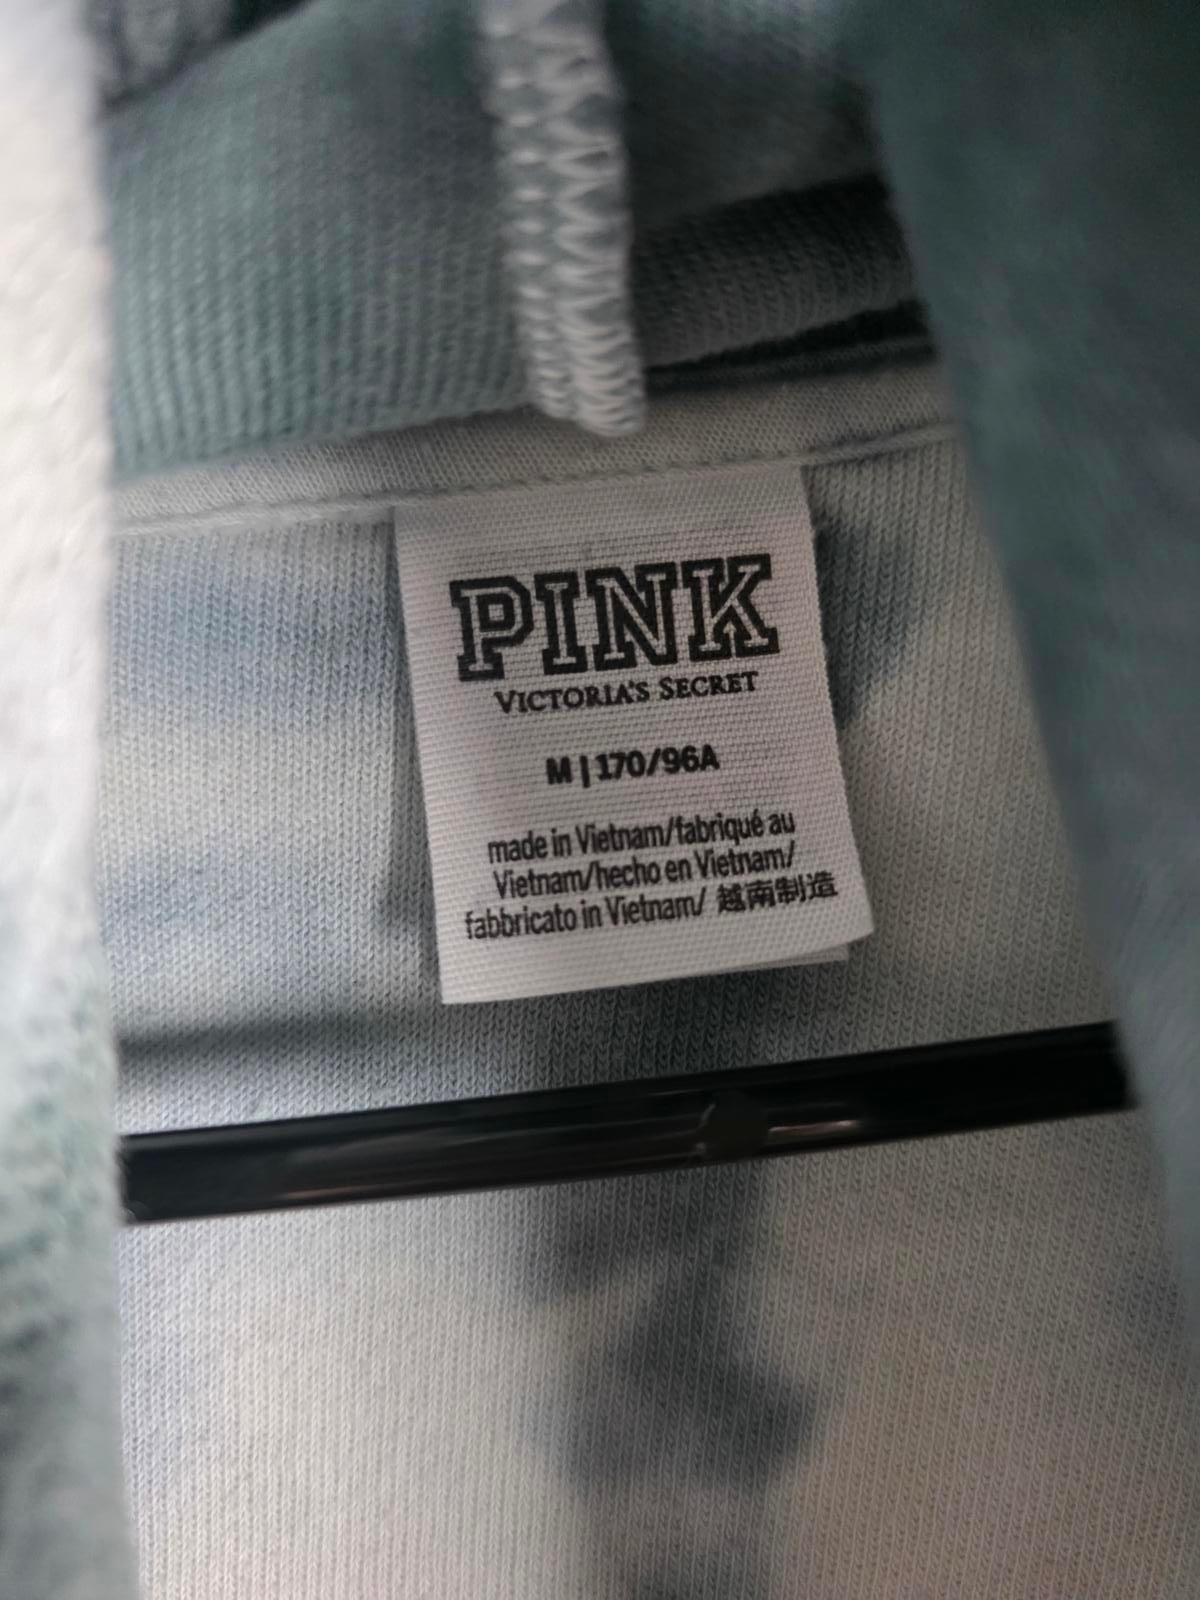 PINK
VICTORIA'S SECRET
M | 170/96A
made in Vietnam/fabriqué au
Vietnam/hecho en Vietnam/
fabbricato in Vietnam/ 越南制造